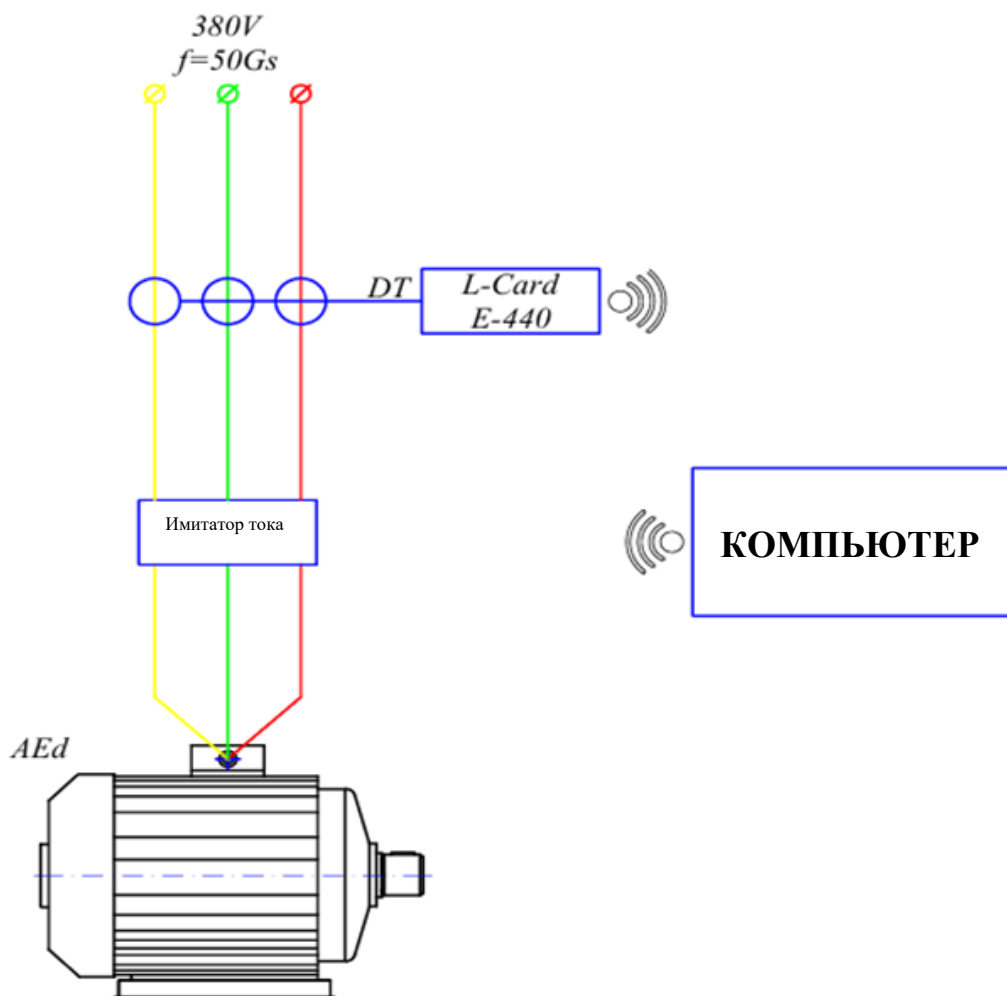 380V
f=50Gs
DT
L-Card
E-440
Имитатор тока
КОМПЬЮТЕР
AEd